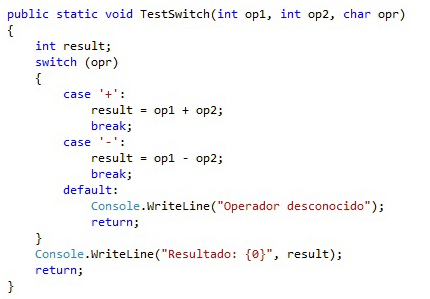 public static void TestSwitch(int op1, int op2, char opr)
{
    int result;
    switch (opr)
    {
        case '+':
            result = op1 + op2;
            break;
        case '-':
            result = op1 - op2;
            break;
        default:
            Console.WriteLine("Operador desconocido");
            return;
    }
    Console.WriteLine("Resultado: {0}", result);
    return;
}